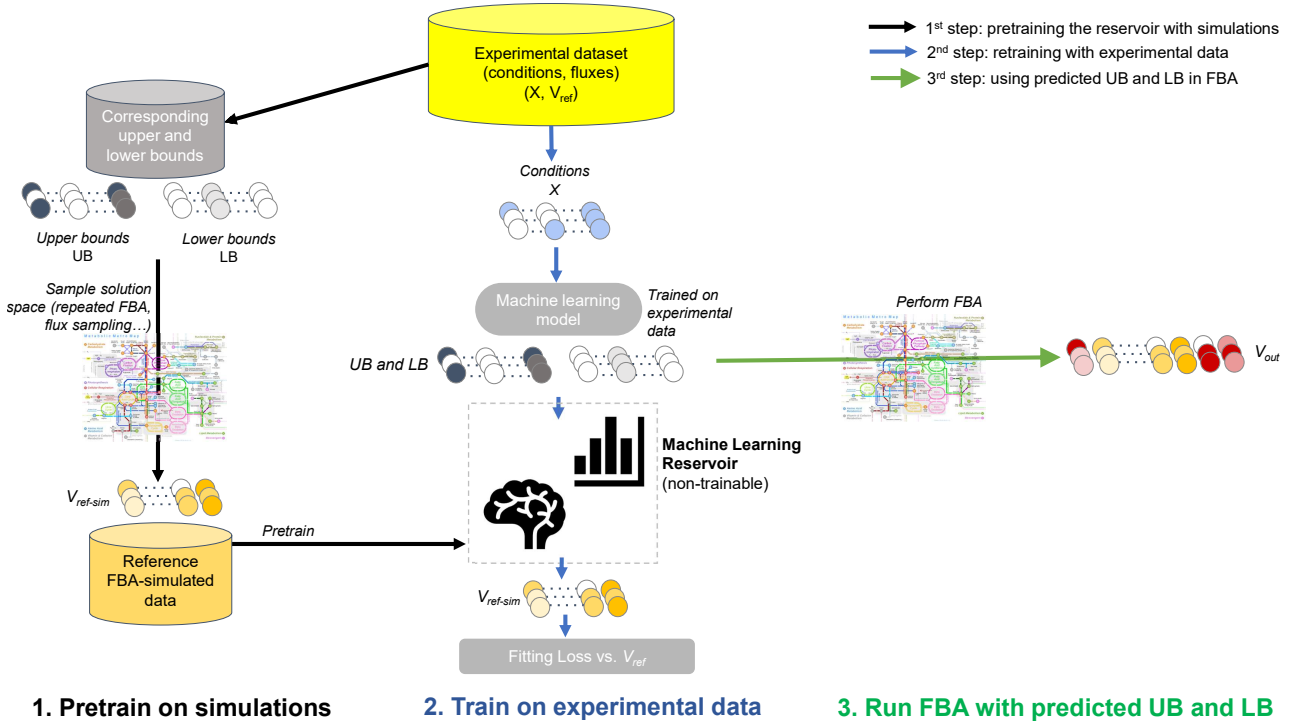 1st step: pretraining the reservoir with simulations
2nd step: retraining with experimental data
3rd step: using predicted UB and LB in FBA
Experimental dataset
(conditions, fluxes)
(X, Vref)
Corresponding
upper and
lower bounds
Upper bounds
UB
Lower bounds
LB
Sample solution
space (repeated FBA,
flux sampling…)
Vref-sim
Reference
FBA-simulated
data
Pretrain
Conditions
X
Machine learning
model
Trained on
experimental
data
UB and LB
Machine Learning
Reservoir
(non-trainable)
Vref-sim
Fitting Loss vs. Vref
Perform FBA
Vout
1. Pretrain on simulations
2. Train on experimental data
3. Run FBA with predicted UB and LB